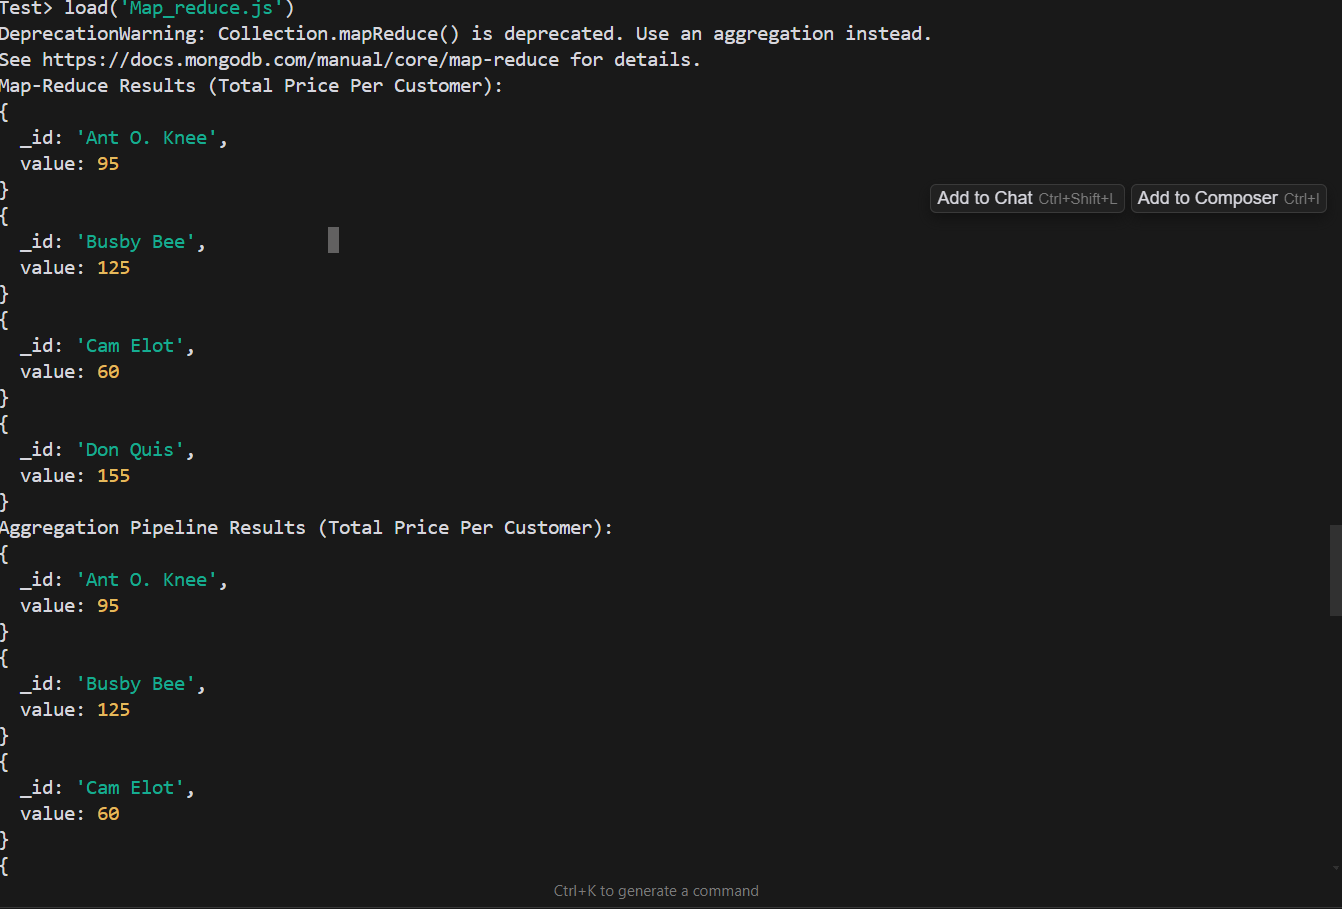 Test> load('Map_reduce.js')
DeprecationWarning: Collection.mapReduce() is deprecated. Use an aggregation instead.
See https://docs.mongodb.com/manual/core/map-reduce for details.
Map-Reduce Results (Total Price Per Customer):
{
  _id: 'Ant O. Knee',
  value: 95
}
Add to Chat Ctrl+Shift+L Add to Composer Ctrl+I
{
  _id: 'Busby Bee',
  value: 125
}
{
  _id: 'Cam Elot',
  value: 60
}
{
  _id: 'Don Quis',
  value: 155
}
Aggregation Pipeline Results (Total Price Per Customer):
{
  _id: 'Ant O. Knee',
  value: 95
}
{
  _id: 'Busby Bee',
  value: 125
}
{
  _id: 'Cam Elot',
  value: 60
}
{
Ctrl+K to generate a command